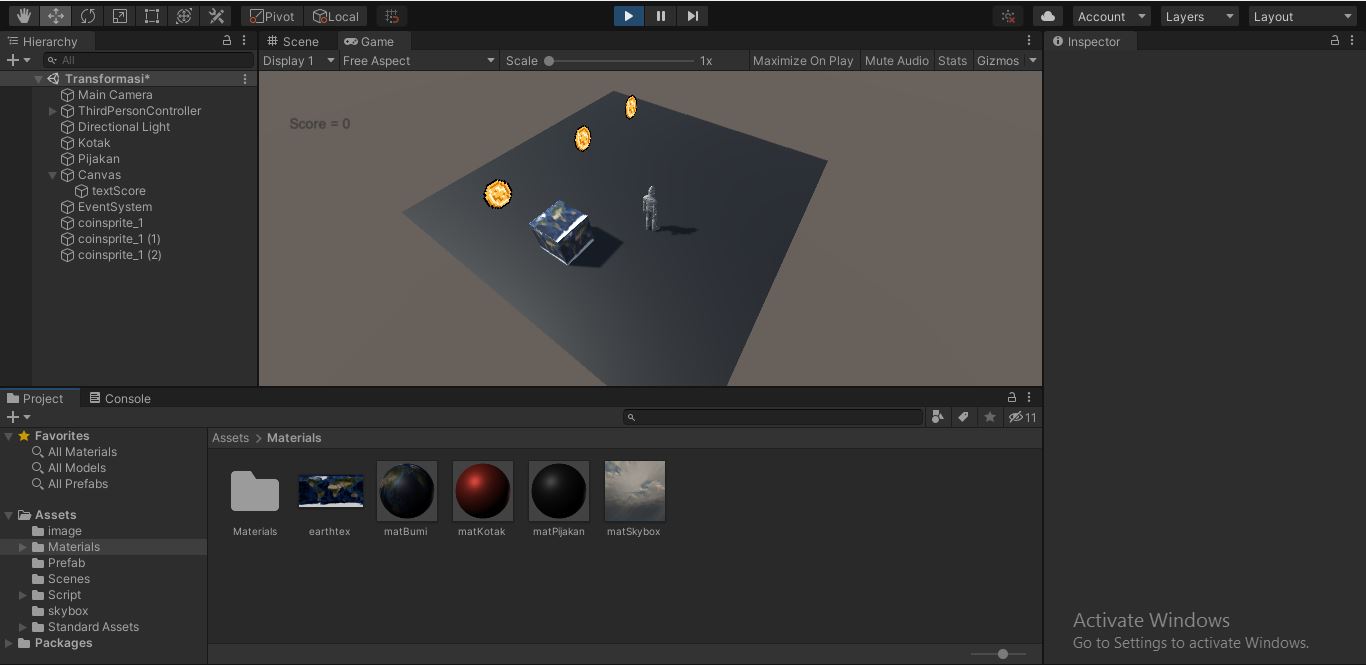 Pivot Local Account Layers Layout
Hierarchy Scene Game Inspector
All Display 1 Free Aspect Scale 1x Maximize On Play Mute Audio Stats Gizmos
Transformasi*
Main Camera
ThirdPersonController
Directional Light
Kotak
Pijakan
Canvas
textScore
EventSystem
coinsprite_1
coinsprite_1 (1)
coinsprite_1 (2)
Score = 0
Project Console
11
Favorites
All Materials
All Models
All Prefabs
Assets
image
Materials
Prefab
Scenes
Script
skybox
Standard Assets
Packages
Assets > Materials
Materials earthtex matBumi matKotak matPijakan matSkybox
Activate Windows
Go to Settings to activate Windows.